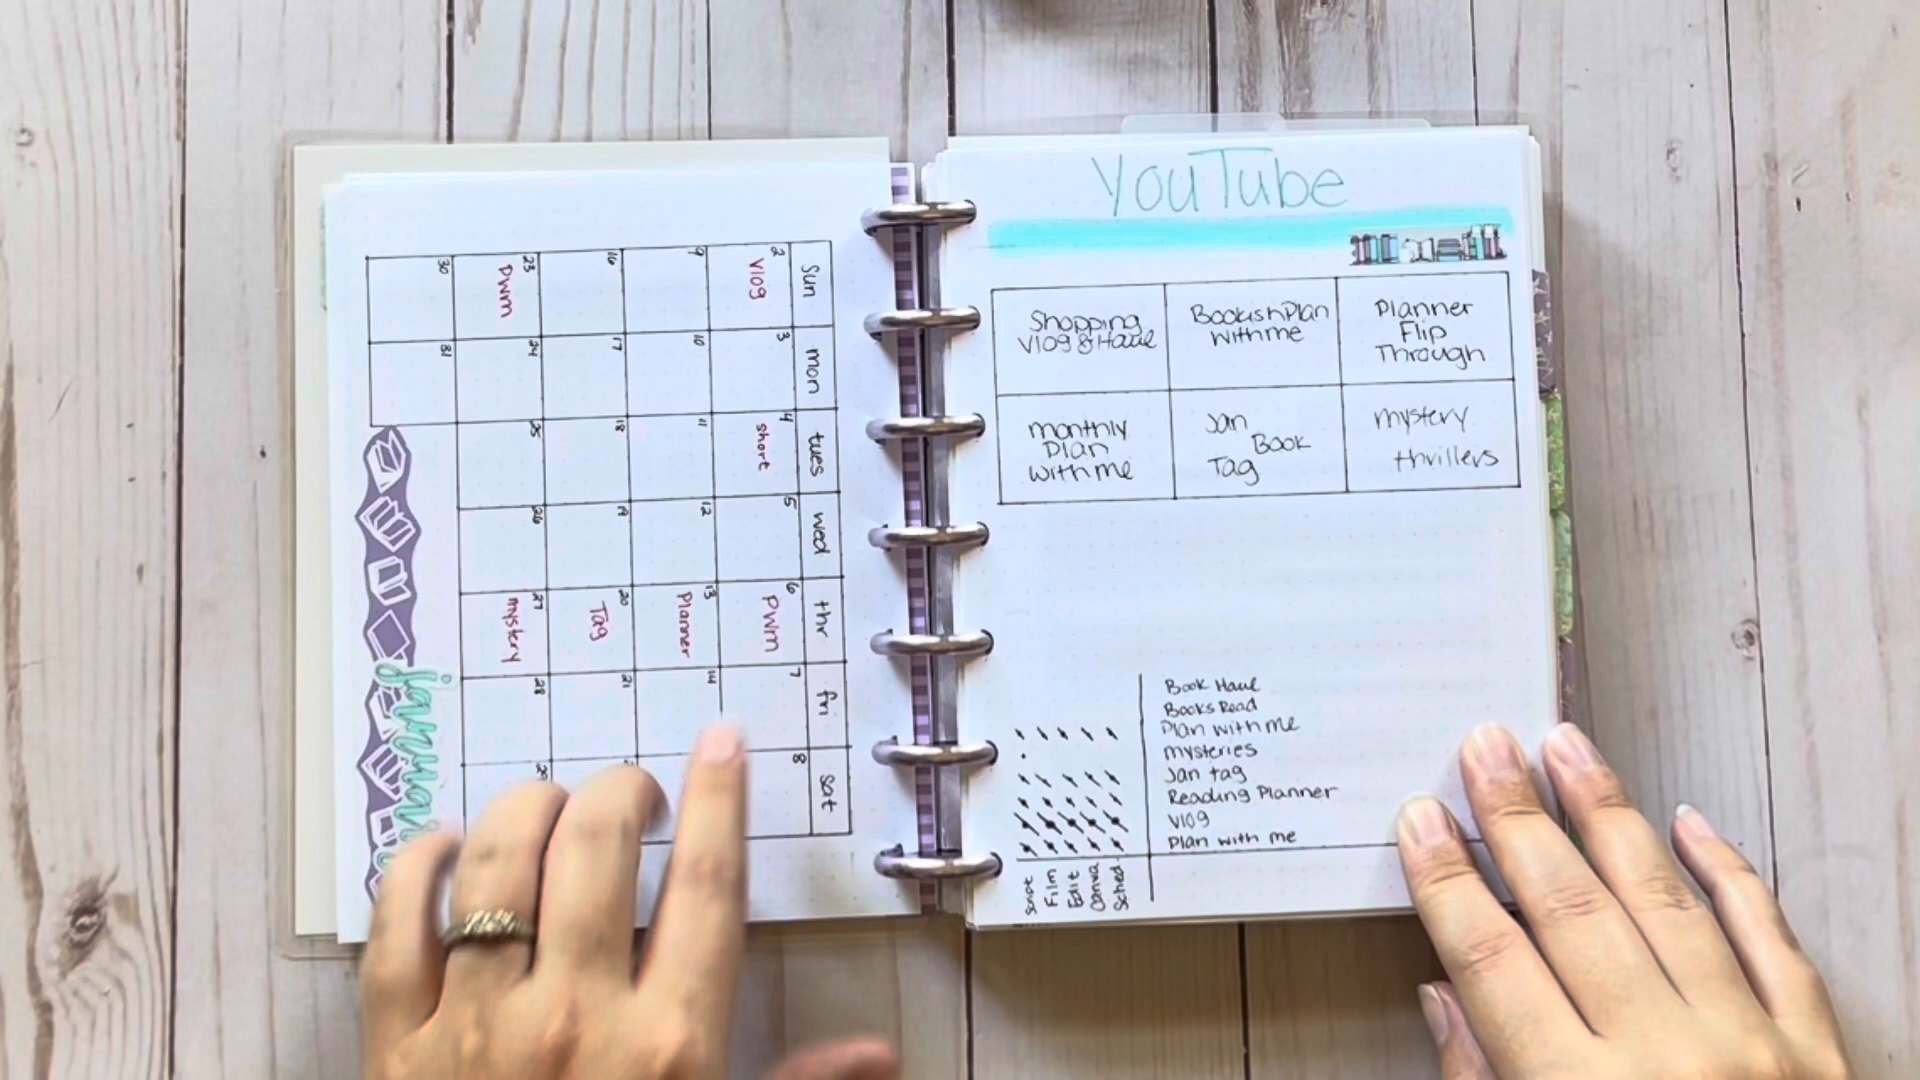 Sun
mon
tues
wed
thr
fri
sat
2
Vlog
3
4
short
5
6
PWM
7
8
9
10
11
12
13
Planner
14
16
17
18
19
20
Tag
21
23
PWM
24
25
26
27
mystery
28
29
30
31
YouTube
Shopping
Vlog & Haul
Bookish Plan
with me
Planner
Flip
Through
monthly
Plan
with me
Jan
Book
Tag
mystery
thrillers
Book Haul
Books Read
Plan with me
mysteries
Jan tag
Reading Planner
Vlog
Plan with me
Film
Edit
Canva
Sched